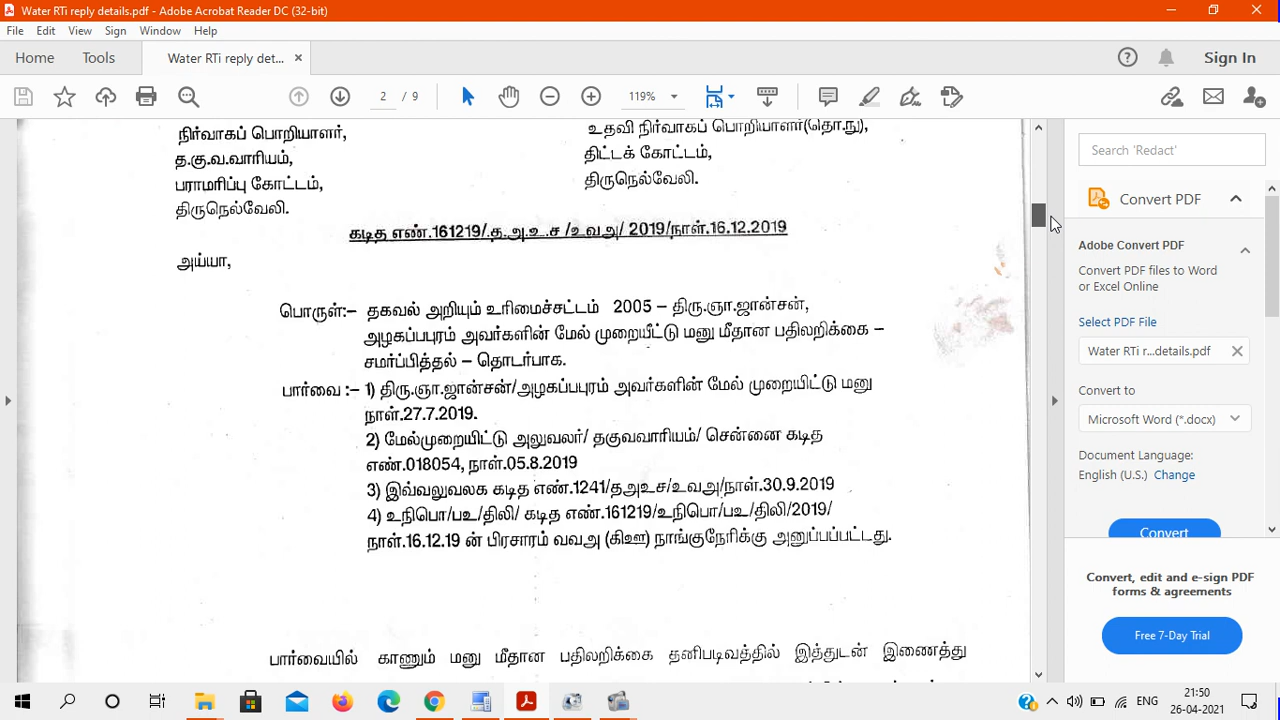 Water RTi reply details.pdf - Adobe Acrobat Reader DC (32-bit)
File Edit View Sign Window Help
Home Tools Water RTi reply det... × Sign In
2 / 9 119%
நிர்வாகப் பொறியாளர்,
த.கு.வ.வாரியம்,
பராமரிப்பு கோட்டம்,
திருநெல்வேலி.
உதவி நிர்வாகப் பொறியாளர்(தொ.நு),
திட்டக் கோட்டம்,
திருநெல்வேலி.
கடித எண்.161219/.த.அ.உ.ச /உவஅ/ 2019/நாள்.16.12.2019
அய்யா,
பொருள்:– தகவல் அறியும் உரிமைச்சட்டம் 2005 – திரு.ஞா.ஜான்சன்,
அழகப்பபுரம் அவர்களின் மேல் முறையீட்டு மனு மீதான பதிலறிக்கை –
சமர்ப்பித்தல் – தொடர்பாக.
பார்வை :– 1) திரு.ஞா.ஜான்சன்/அழகப்பபுரம் அவர்களின் மேல் முறையிட்டு மனு
நாள்.27.7.2019.
2) மேல்முறையிட்டு அலுவலர்/ தகுவவாரியம்/ சென்னை கடித
எண்.018054, நாள்.05.8.2019
3) இவ்வலுவலக கடித எண்.1241/தஅஉச/உவஅ/நாள்.30.9.2019
4) உநிபொ/பஉ/திலி/ கடித எண்.161219/உநிபொ/பஉ/திலி/2019/
நாள்.16.12.19 ன் பிரசாரம் வவஅ (கிஊ) நாங்குநேரிக்கு அனுப்பப்பட்டது.
பார்வையில் காணும் மனு மீதான பதிலறிக்கை தனிபடிவத்தில் இத்துடன் இணைத்து
Search 'Redact'
Convert PDF
Adobe Convert PDF
Convert PDF files to Word
or Excel Online
Select PDF File
Water RTi r...details.pdf ×
Convert to
Microsoft Word (*.docx)
Document Language:
English (U.S.) Change
Convert
Convert, edit and e-sign PDF
forms & agreements
Free 7-Day Trial
ENG 21:50
26-04-2021